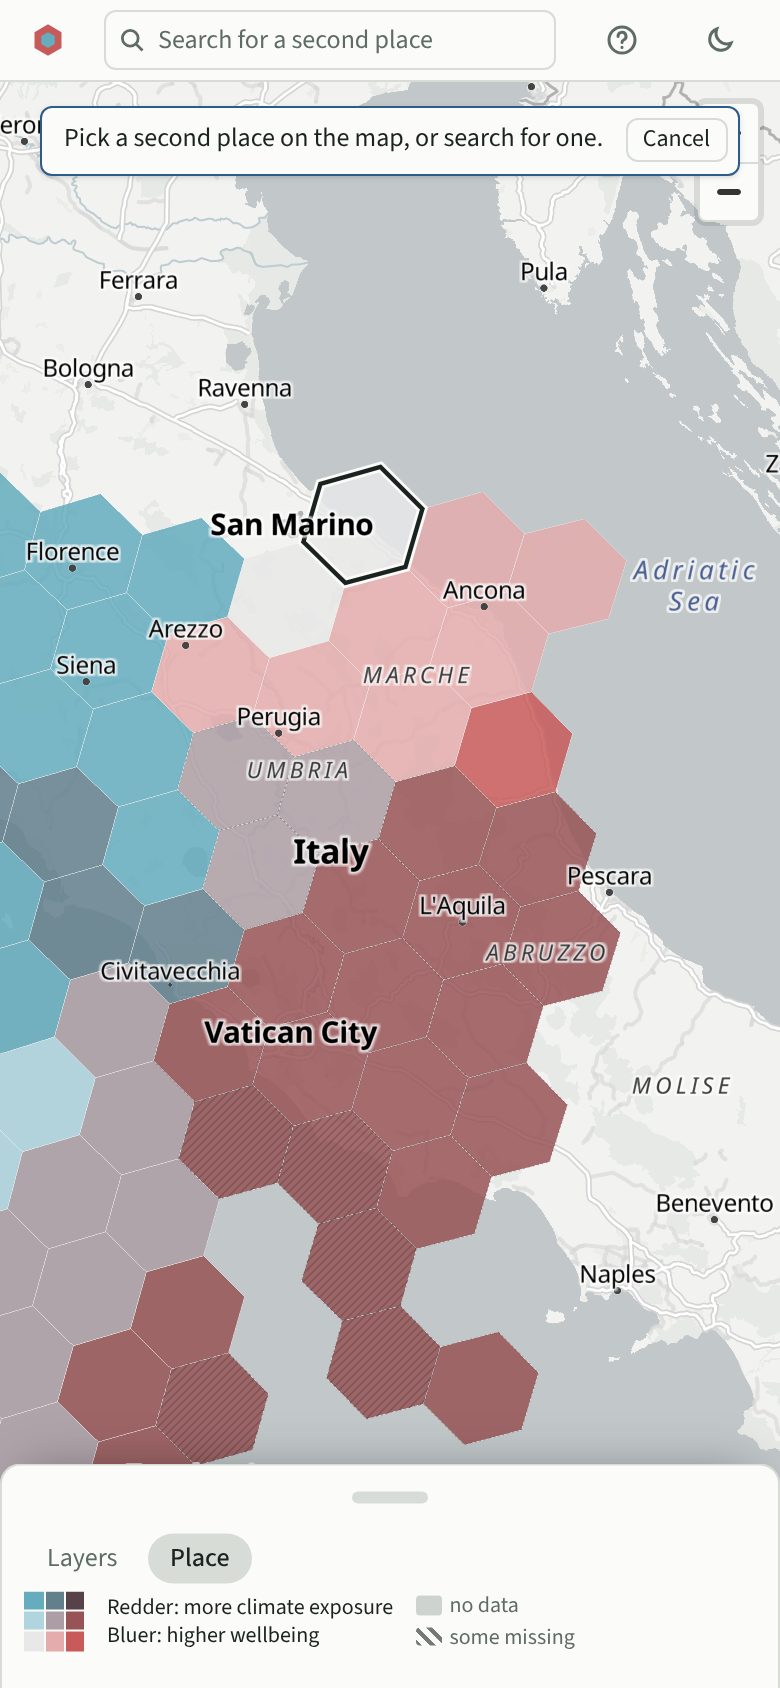 Search for a second place
Pick a second place on the map, or search for one.
Cancel
Pula
Ferrara
Bologna
Ravenna
San Marino
Florence
Adriatic
Sea
Ancona
Arezzo
Siena
MARCHE
Perugia
UMBRIA
Italy
Pescara
L'Aquila
ABRUZZO
Civitavecchia
Vatican City
MOLISE
Benevento
Naples
Layers
Place
Redder: more climate exposure
Bluer: higher wellbeing
no data
some missing